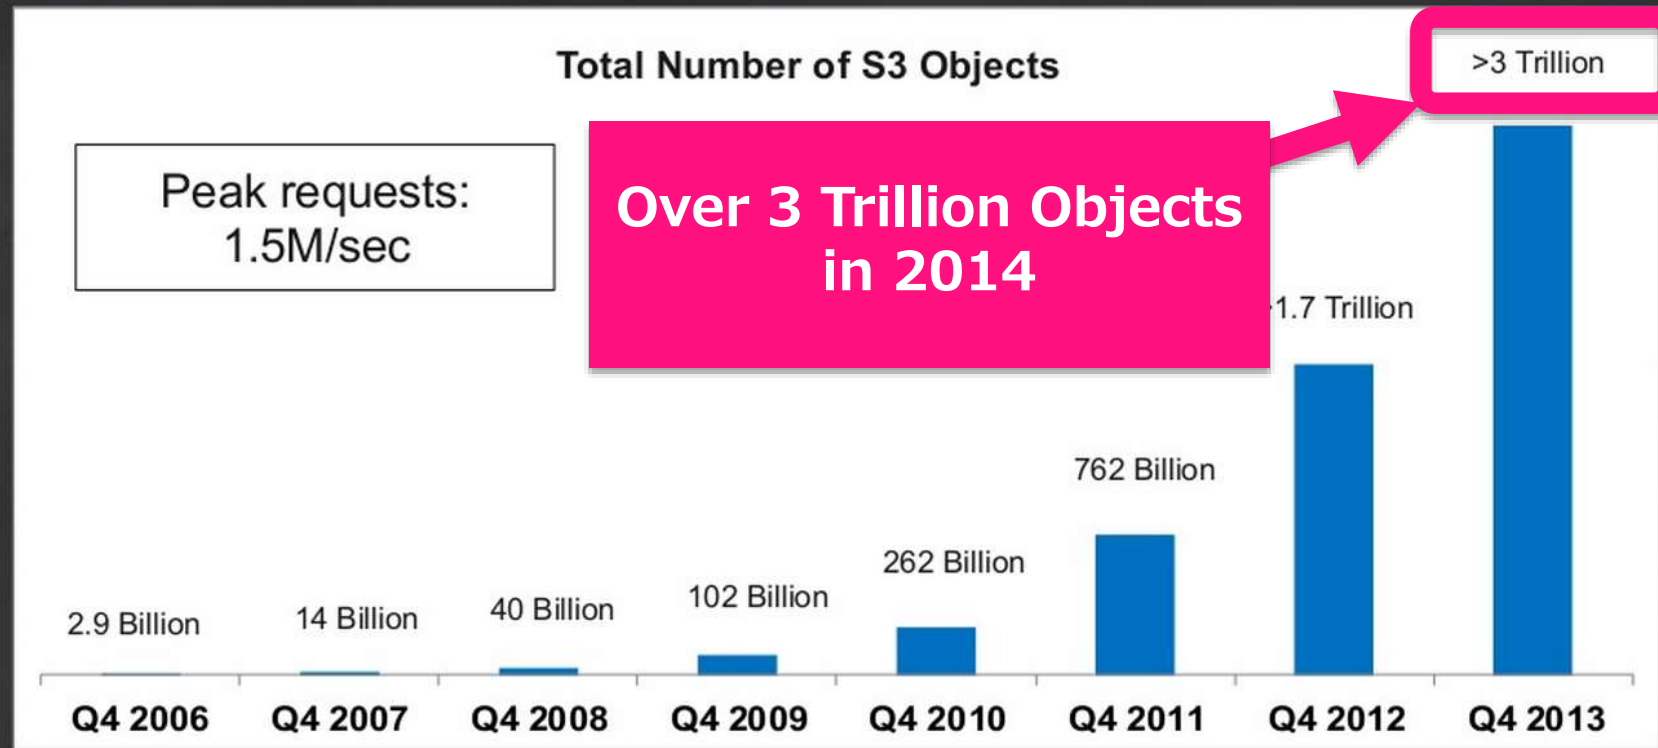 Total Number of S3 Objects
>3 Trillion
Peak requests:
1.5M/sec
Over 3 Trillion Objects
in 2014
1.7 Trillion
762 Billion
262 Billion
102 Billion
40 Billion
14 Billion
2.9 Billion
Q4 2006 Q4 2007 Q4 2008 Q4 2009 Q4 2010 Q4 2011 Q4 2012 Q4 2013